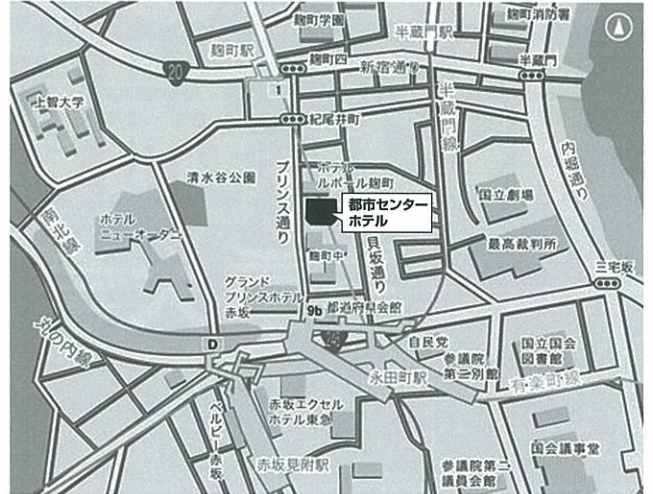 麹町学園
麹町消防署
麹町駅
半蔵門駅
20
麹町四
新宿通り
半蔵門
1
上智大学
紀尾井町
半蔵門線
内堀通り
清水谷公園
プリンス通り
ホテル
ルポール麹町
都市センター
ホテル
国立劇場
南北線
ホテル
ニューオータニ
貝坂通り
最高裁判所
麹町中
三宅坂
グランド
プリンスホテル
赤坂
9b
都道府県会館
丸の内線
D
自民党
参議院
第二別館
国立国会
図書館
永田町駅
有楽町線
ベルビー赤坂
赤坂エクセル
ホテル東急
赤坂見附駅
参議院第二
議員会館
国会議事堂